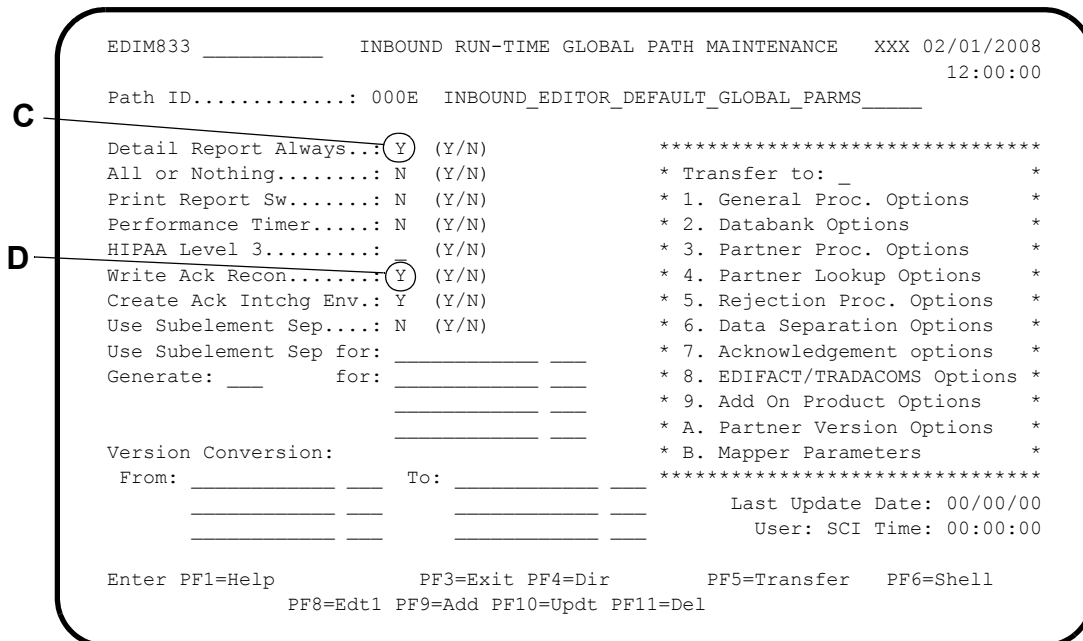 EDIM833 __________ INBOUND RUN-TIME GLOBAL PATH MAINTENANCE XXX 02/01/2008
12:00:00
Path ID.............: 000E INBOUND_EDITOR_DEFAULT_GLOBAL_PARMS_____
C
Detail Report Always..: Y (Y/N) ********************************
All or Nothing........: N (Y/N) * Transfer to: _ *
Print Report Sw.......: N (Y/N) * 1. General Proc. Options *
Performance Timer.....: N (Y/N) * 2. Databank Options *
HIPAA Level 3.........: _ (Y/N) * 3. Partner Proc. Options *
D
Write Ack Recon.......: Y (Y/N) * 4. Partner Lookup Options *
Create Ack Intchg Env.: Y (Y/N) * 5. Rejection Proc. Options *
Use Subelement Sep....: N (Y/N) * 6. Data Separation Options *
Use Subelement Sep for: ____________ ___ * 7. Acknowledgement options *
Generate: ___ for: ____________ ___ * 8. EDIFACT/TRADACOMS Options *
____________ ___ * 9. Add On Product Options *
____________ ___ * A. Partner Version Options *
Version Conversion: * B. Mapper Parameters *
From: ____________ ___ To: ____________ ___ ********************************
____________ ___ ____________ ___ Last Update Date: 00/00/00
____________ ___ ____________ ___ User: SCI Time: 00:00:00
Enter PF1=Help PF3=Exit PF4=Dir PF5=Transfer PF6=Shell
PF8=Edt1 PF9=Add PF10=Updt PF11=Del